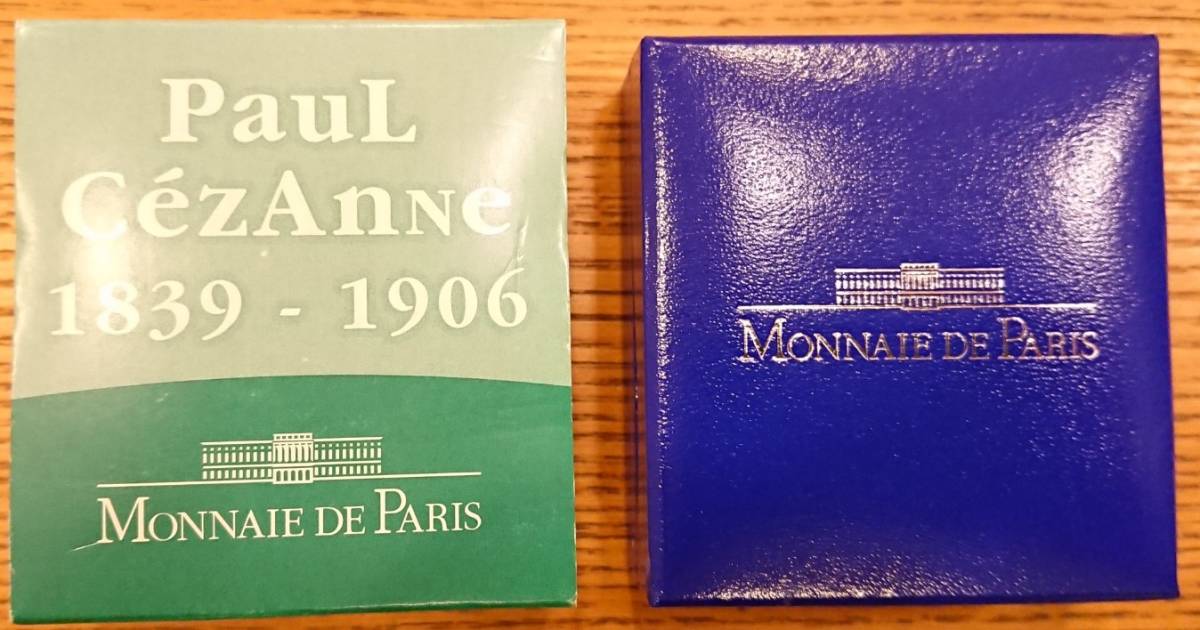 PauL
CézAnne
1839 - 1906
MONNAIE DE PARIS
MONNAIE DE PARIS